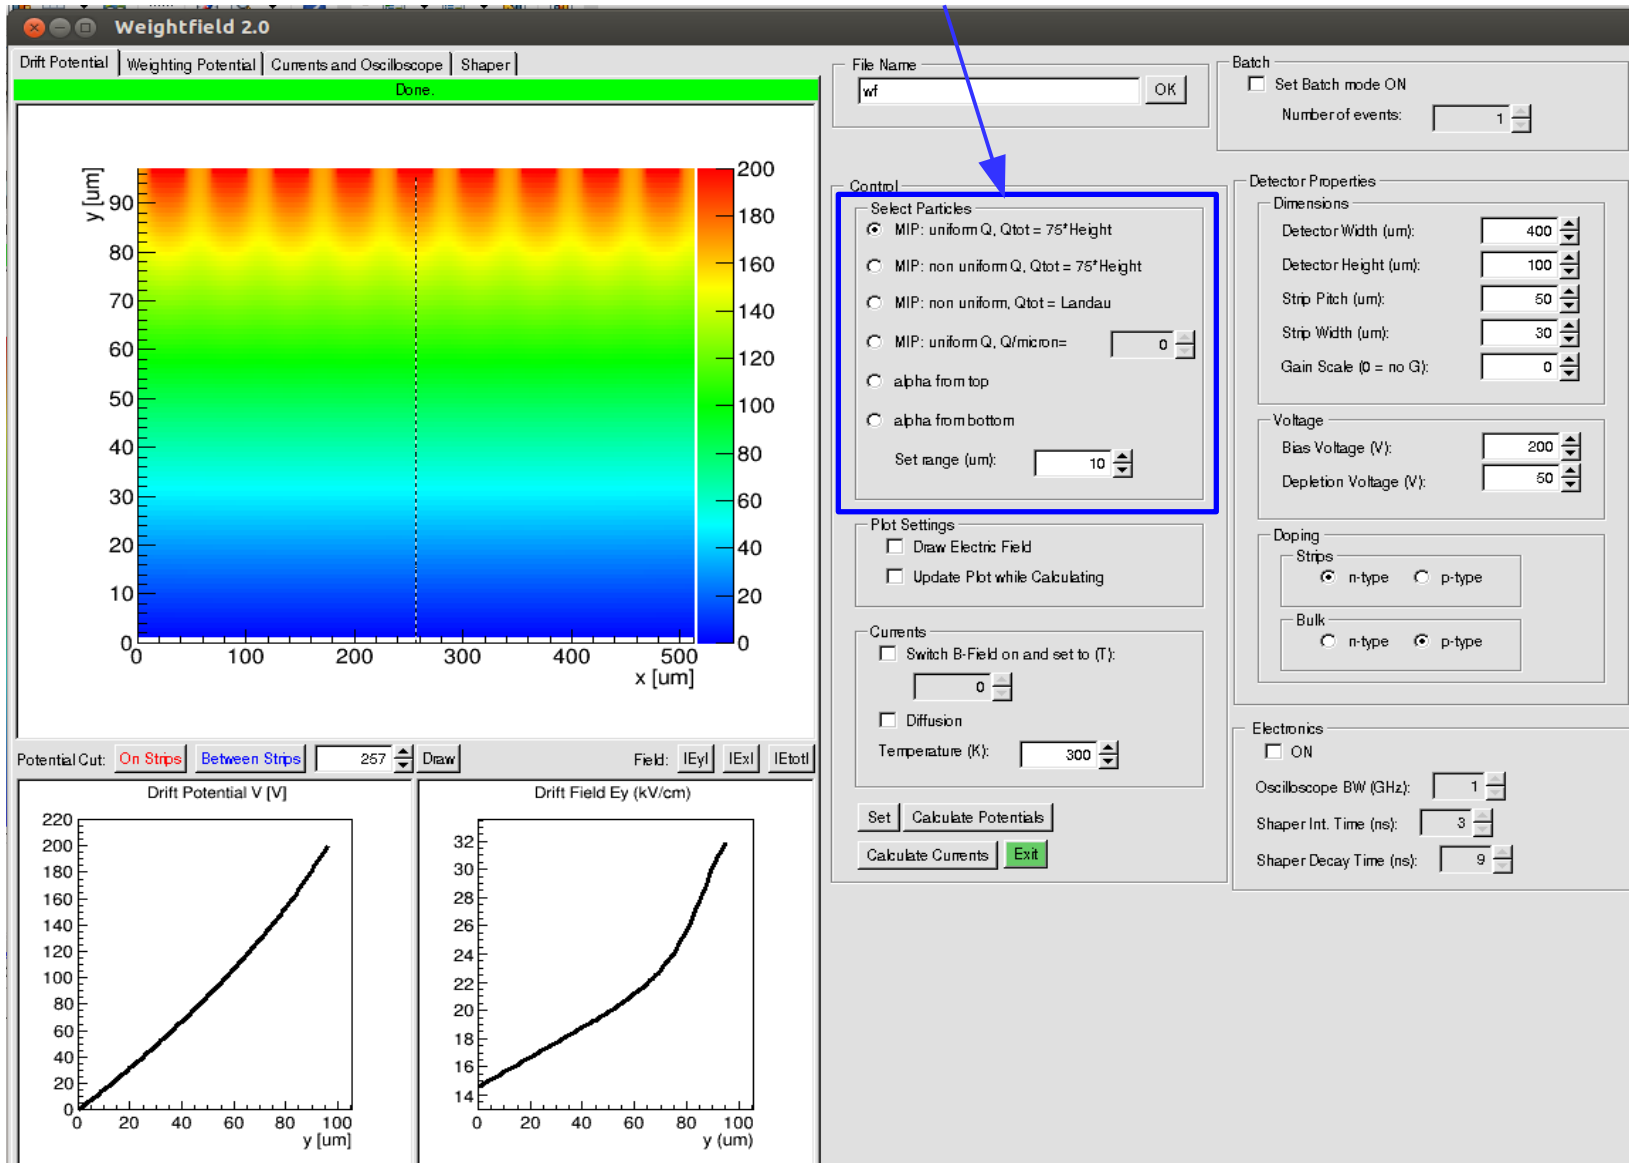 Weightfield 2.0
Drift Potential Weighting Potential Currents and Oscilloscope Shaper
Done.
y [um]
90
80
70
60
50
40
30
20
10
0
0 100 200 300 400 500
x [um]
200
180
160
140
120
100
80
60
40
20
0
Potential Cut: On Strips Between Strips 257 Draw Field: |Ey| |Ex| |Etot|
Drift Potential V [V]
220
200
180
160
140
120
100
80
60
40
20
0
0 20 40 60 80 100
y [um]
Drift Field Ey (kV/cm)
32
30
28
26
24
22
20
18
16
14
0 20 40 60 80 100
y (um)
File Name
wf OK
Control
Select Particles
MIP: uniform Q, Qtot = 75*Height
MIP: non uniform Q, Qtot = 75*Height
MIP: non uniform, Qtot = Landau
MIP: uniform Q, Q/micron= 0
alpha from top
alpha from bottom
Set range (um): 10
Plot Settings
Draw Electric Field
Update Plot while Calculating
Currents
Switch B-Field on and set to (T):
0
Diffusion
Temperature (K): 300
Set Calculate Potentials
Calculate Currents Exit
Batch
Set Batch mode ON
Number of events: 1
Detector Properties
Dimensions
Detector Width (um): 400
Detector Height (um): 100
Strip Pitch (um): 50
Strip Width (um): 30
Gain Scale (0 = no G): 0
Voltage
Bias Voltage (V): 200
Depletion Voltage (V): 50
Doping
Strips
n-type p-type
Bulk
n-type p-type
Electronics
ON
Oscilloscope BW (GHz): 1
Shaper Int. Time (ns): 3
Shaper Decay Time (ns): 9